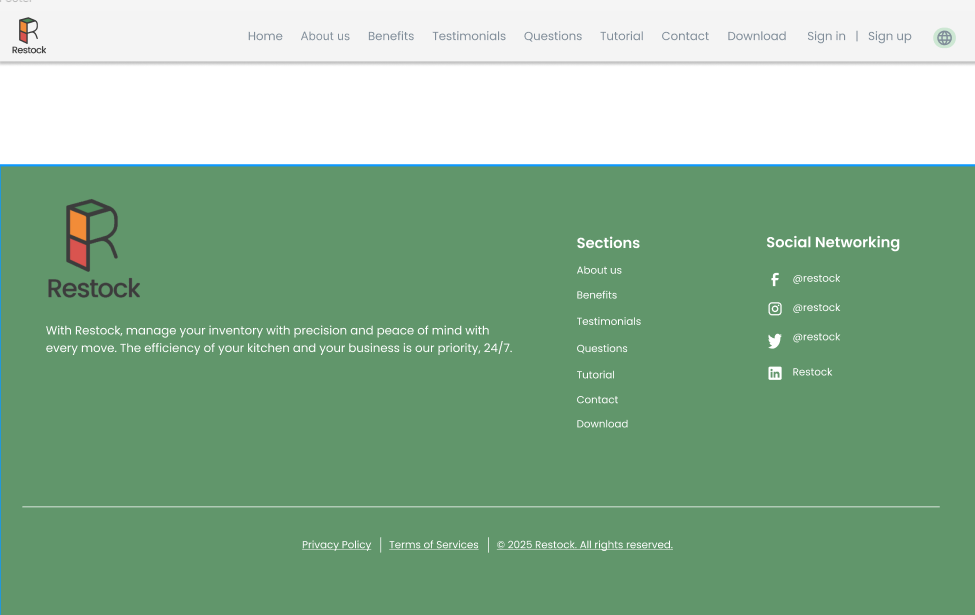 Footer
Restock
Home About us Benefits Testimonials Questions Tutorial Contact Download Sign in | Sign up
Restock
With Restock, manage your inventory with precision and peace of mind with
every move. The efficiency of your kitchen and your business is our priority, 24/7.
Sections
About us
Benefits
Testimonials
Questions
Tutorial
Contact
Download
Social Networking
@restock
@restock
@restock
Restock
Privacy Policy | Terms of Services | © 2025 Restock. All rights reserved.